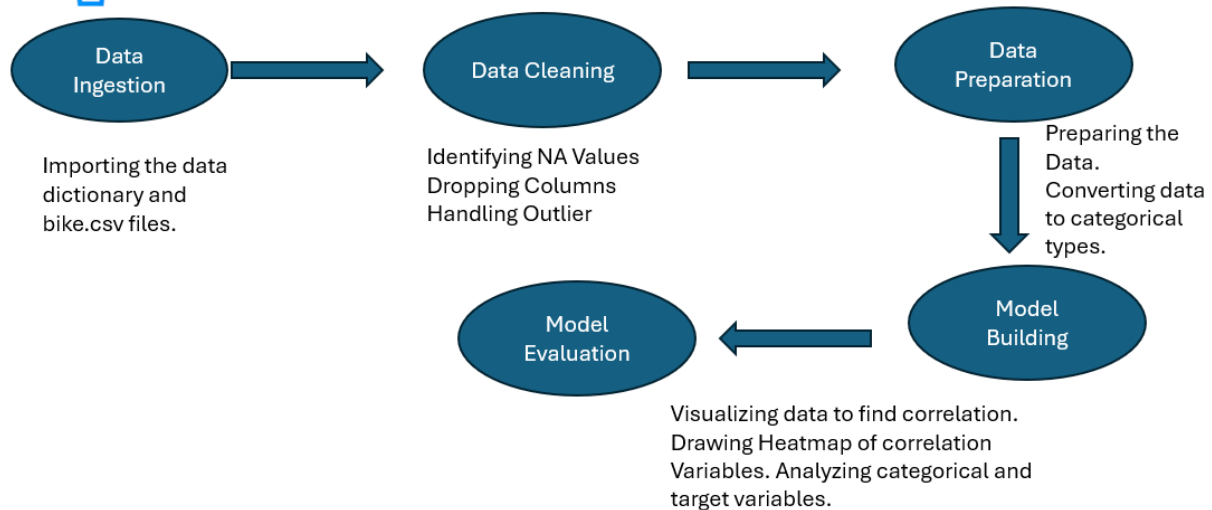 Data
Ingestion
Importing the data
dictionary and
bike.csv files.
Data Cleaning
Identifying NA Values
Dropping Columns
Handling Outlier
Data
Preparation
Preparing the
Data.
Converting data
to categorical
types.
Model
Building
Visualizing data to find correlation.
Drawing Heatmap of correlation
Variables. Analyzing categorical and
target variables.
Model
Evaluation